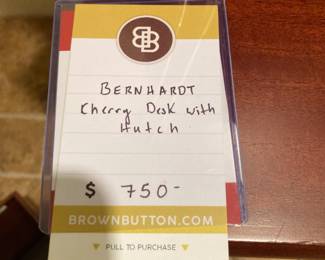 BB
BERNHARDT
Cherry Desk with
Hutch
$ 750-
BROWNBUTTON.COM
PULL TO PURCHASE